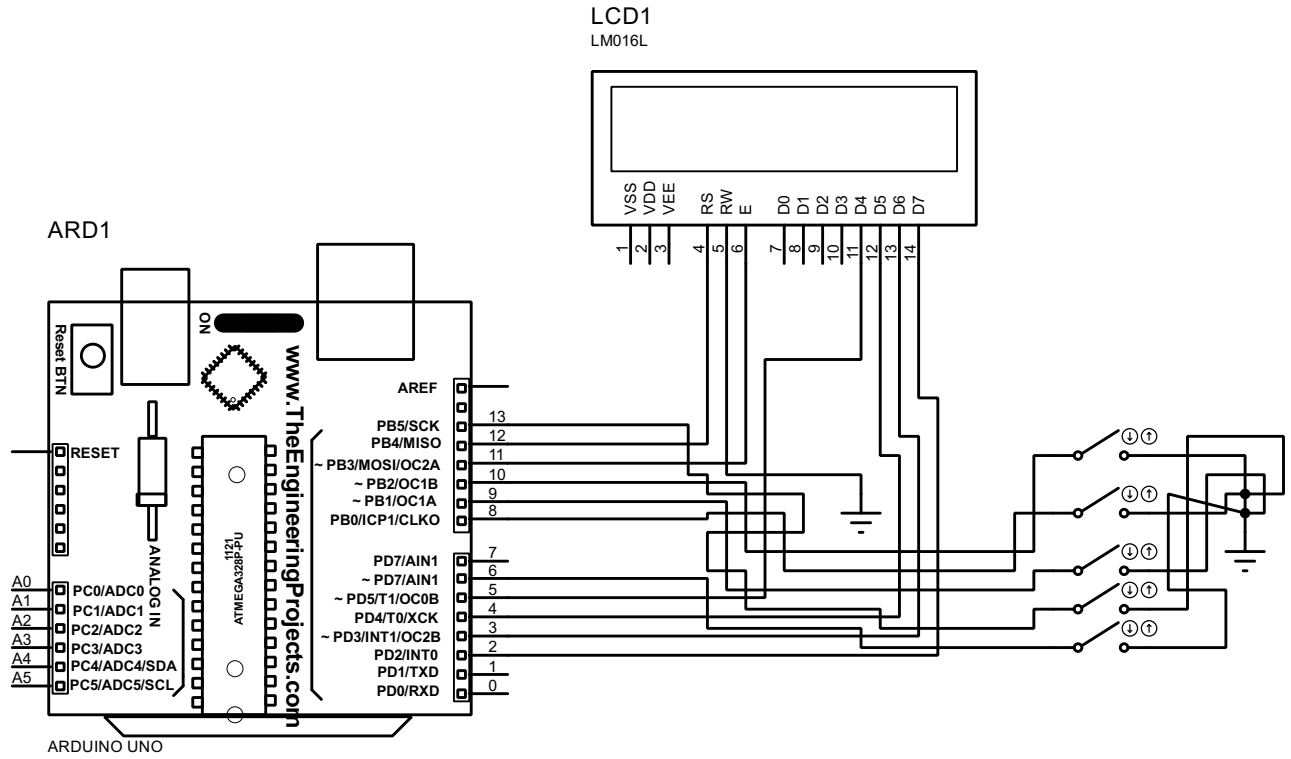 LCD1
LM016L
VSS
VDD
VEE
RS
RW
E
D0
D1
D2
D3
D4
D5
D6
D7
1
2
3
4
5
6
7
8
9
10
11
12
13
14
ARD1
Reset BTN
ON
www.TheEngineeringProjects.com
RESET
ANALOG IN
1121
ATMEGA328P-PU
AREF
PB5/SCK 13
PB4/MISO 12
~ PB3/MOSI/OC2A 11
~ PB2/OC1B 10
~ PB1/OC1A 9
PB0/ICP1/CLKO 8
PD7/AIN1 7
~ PD7/AIN1 6
~ PD5/T1/OC0B 5
PD4/T0/XCK 4
~ PD3/INT1/OC2B 3
PD2/INT0 2
PD1/TXD 1
PD0/RXD 0
A0 PC0/ADC0
A1 PC1/ADC1
A2 PC2/ADC2
A3 PC3/ADC3
A4 PC4/ADC4/SDA
A5 PC5/ADC5/SCL
ARDUINO UNO